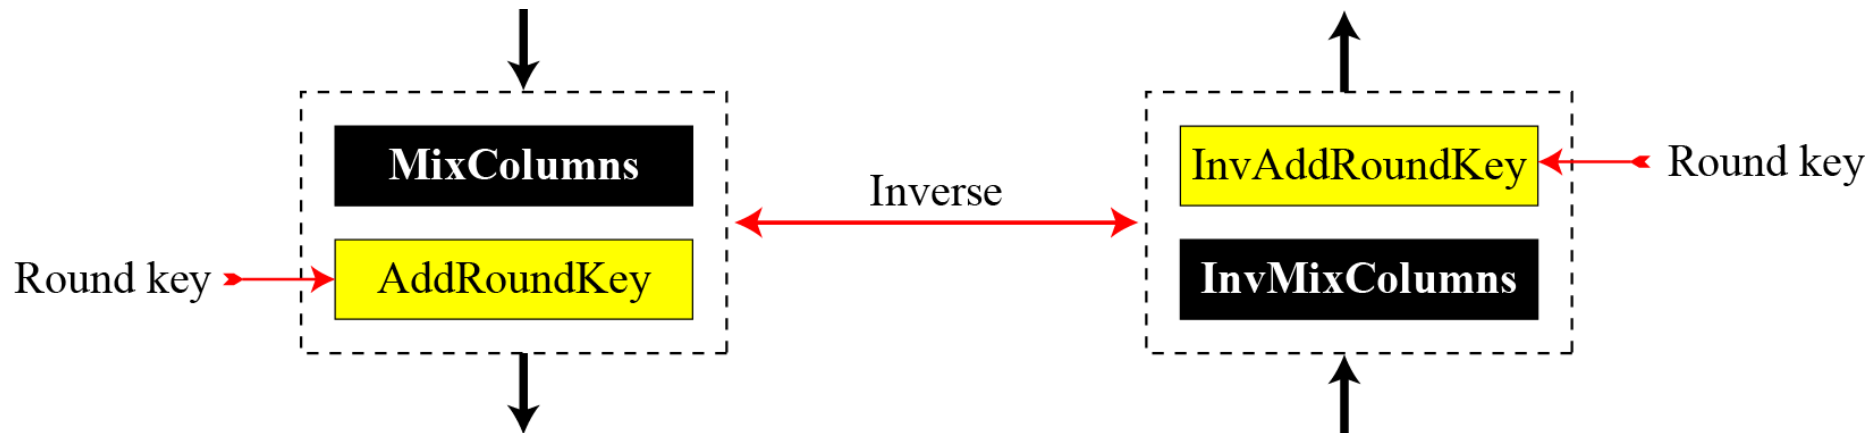 MixColumns
InvAddRoundKey
Round key
Inverse
Round key
AddRoundKey
InvMixColumns